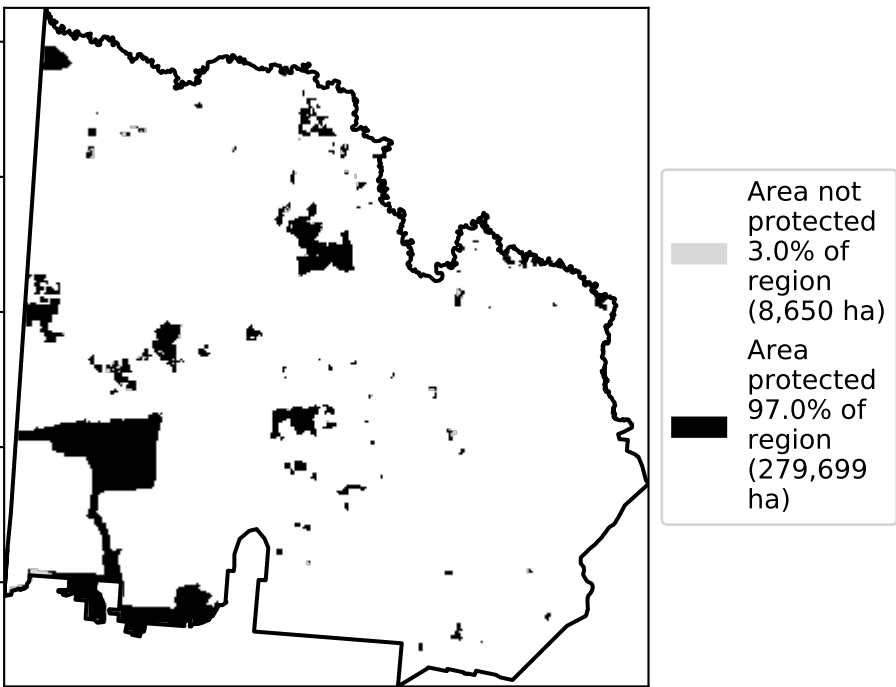 Area not
protected
3.0% of
region
(8,650 ha)
Area
protected
97.0% of
region
(279,699
ha)